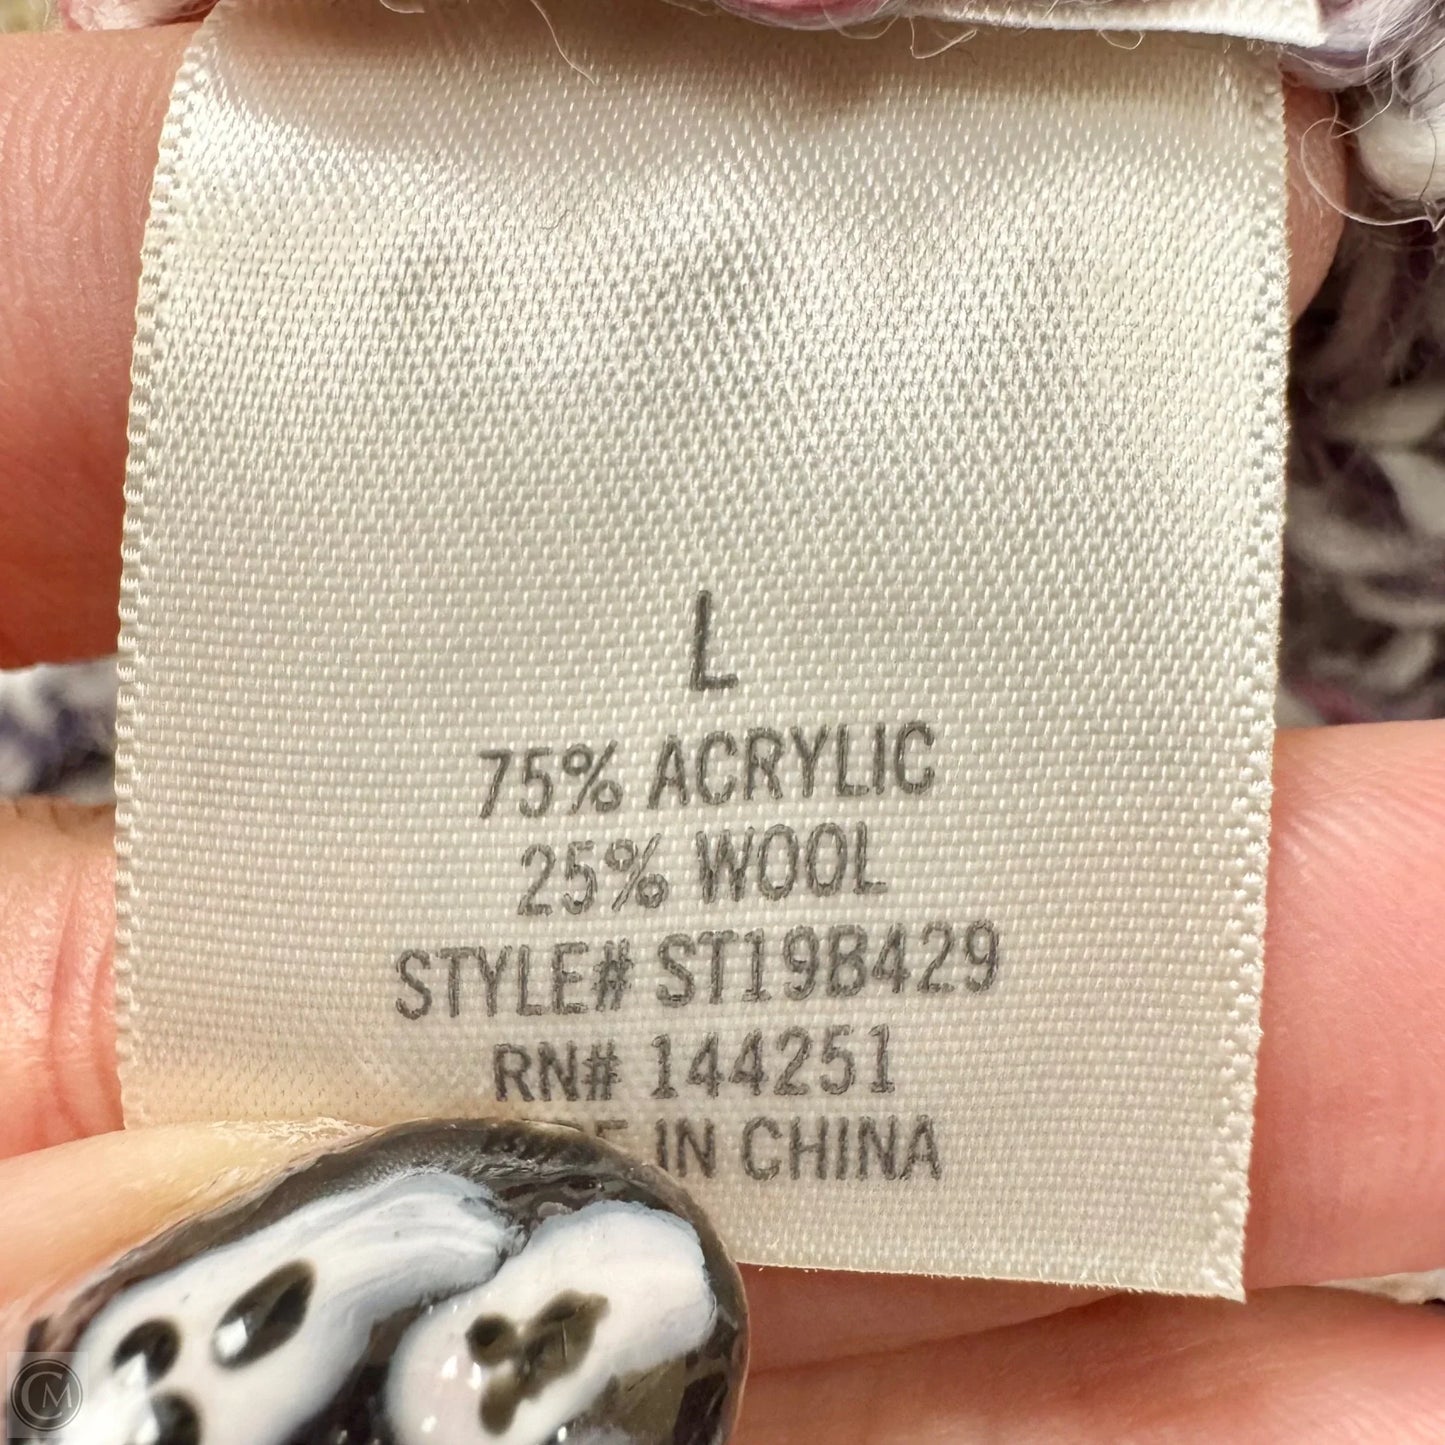 L
75% ACRYLIC
25% WOOL
STYLE# ST19B429
RN# 144251
IN CHINA